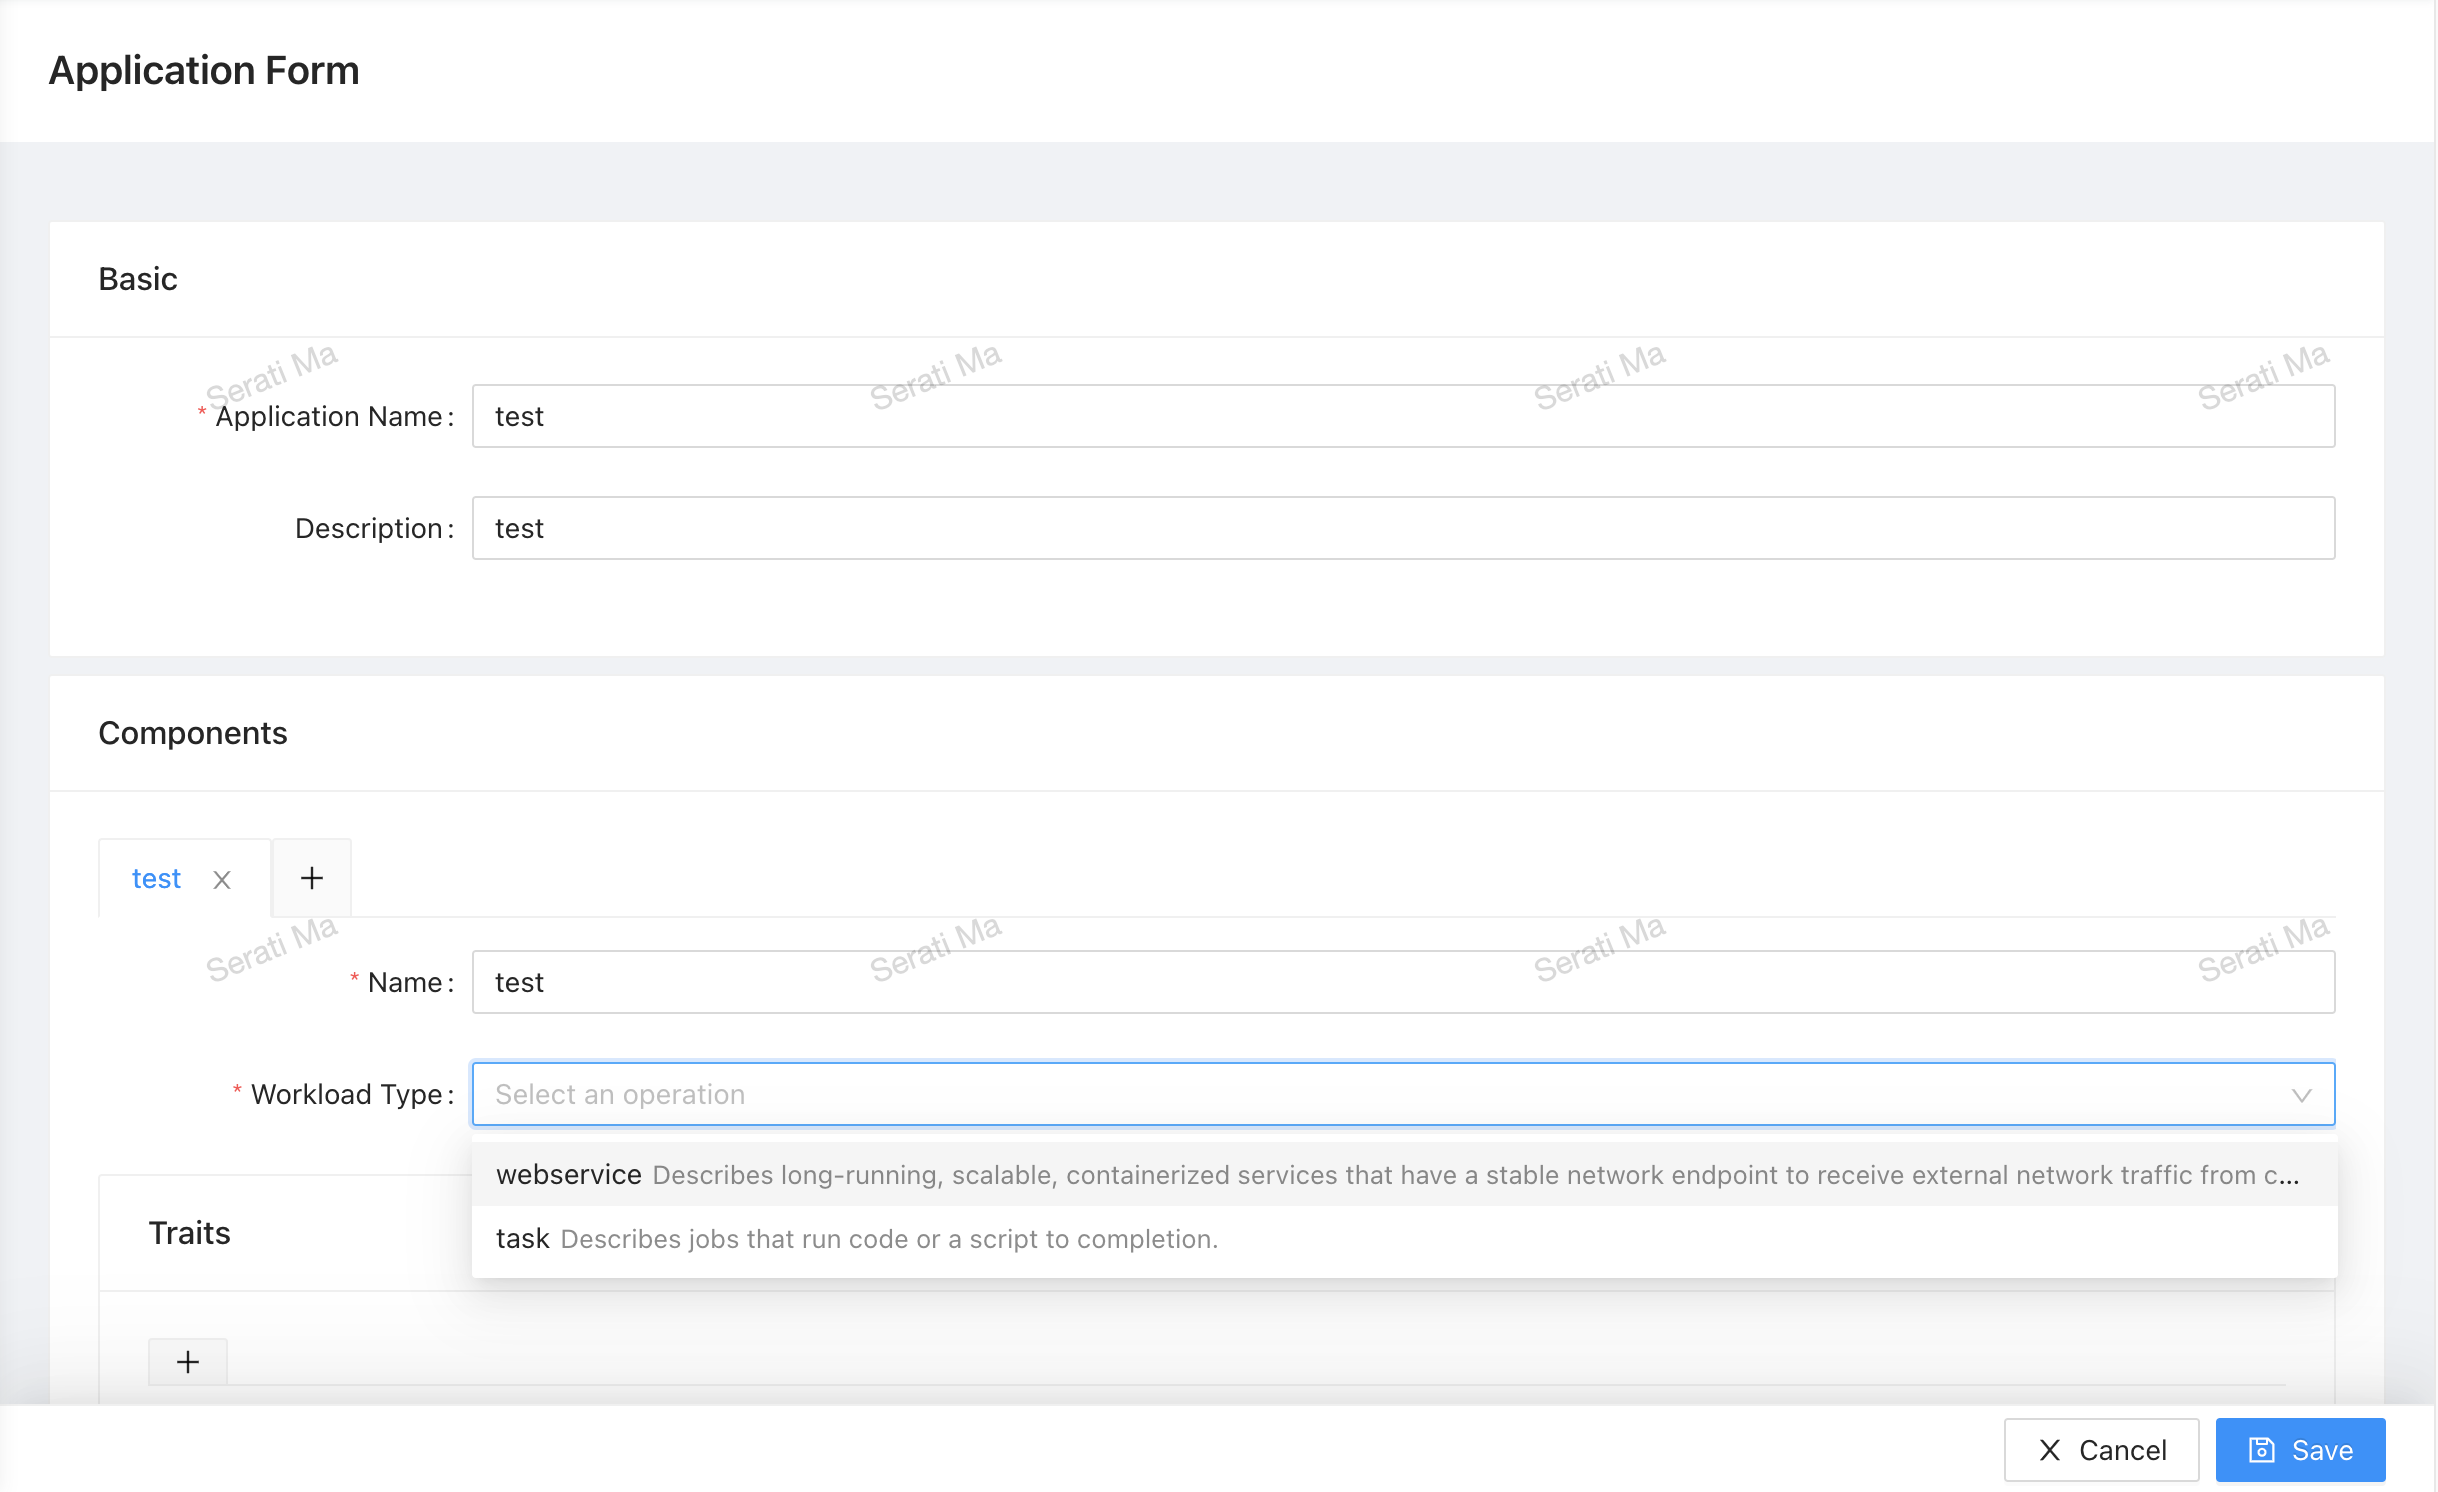 Application Form
Basic
Serati Ma Serati Ma Serati Ma Serati Ma
* Application Name : test
Description : test
Components
test
Serati Ma Serati Ma Serati Ma Serati Ma
* Name : test
* Workload Type : Select an operation
webservice Describes long-running, scalable, containerized services that have a stable network endpoint to receive external network traffic from c...
task Describes jobs that run code or a script to completion.
Traits
Cancel Save